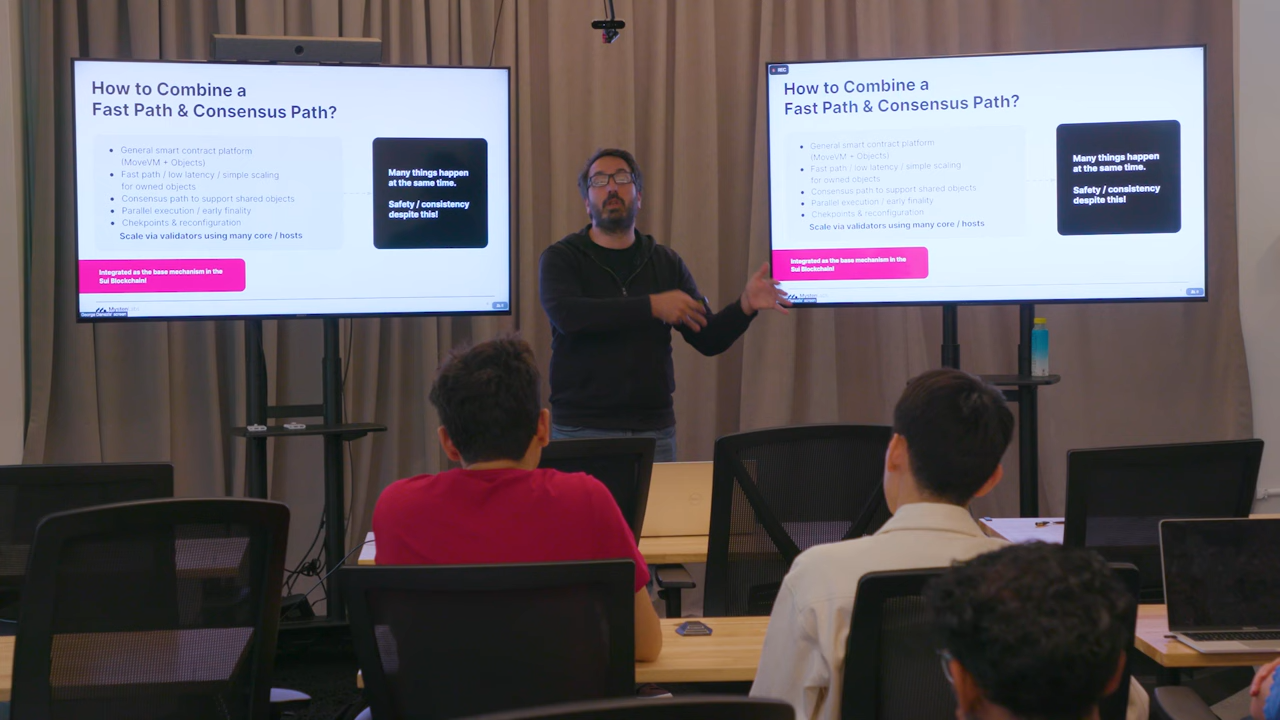 How to Combine a
Fast Path & Consensus Path?
General smart contract platform
(MoveVM + Objects)
Fast path / low latency / simple scaling
for owned objects
Consensus path to support shared objects
Parallel execution / early finality
Chekpoints & reconfiguration
Scale via validators using many core / hosts
Many things happen
at the same time.
Safety / consistency
despite this!
Integrated as the base mechanism in the
Sui Blockchain!
Mysten
REC
How to Combine a
Fast Path & Consensus Path?
General smart contract platform
(MoveVM + Objects)
Fast path / low latency / simple scaling
for owned objects
Consensus path to support shared objects
Parallel execution / early finality
Chekpoints & reconfiguration
Scale via validators using many core / hosts
Many things happen
at the same time.
Safety / consistency
despite this!
Integrated as the base mechanism in the
Sui Blockchain!